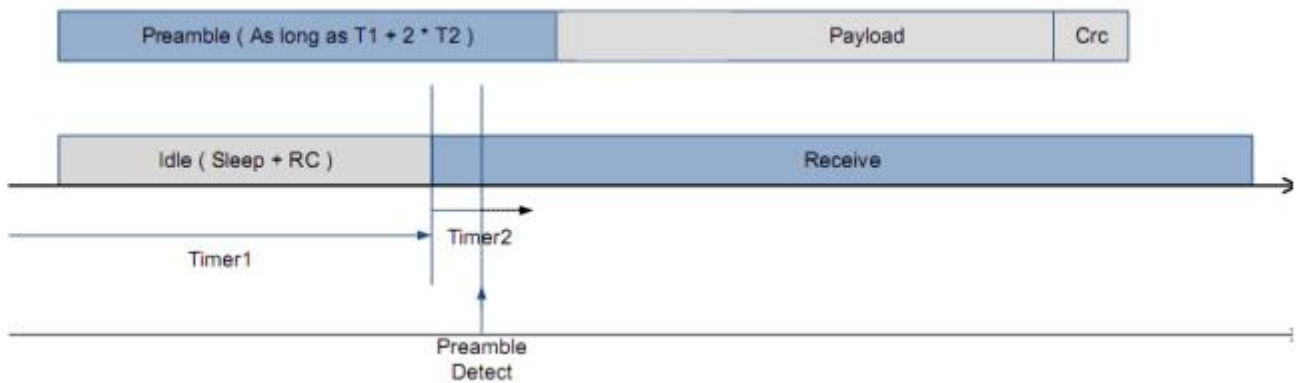 Preamble ( As long as T1 + 2 * T2 ) Payload Crc
Idle ( Sleep + RC ) Receive
Timer2
Timer1
Preamble
Detect